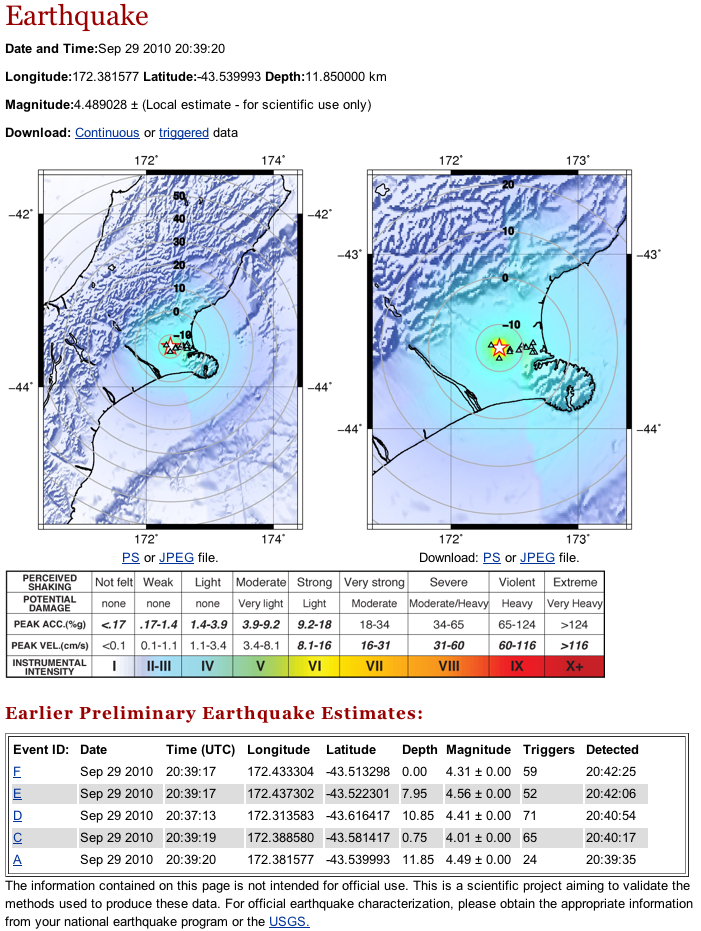 Earthquake
Date and Time:Sep 29 2010 20:39:20
Longitude:172.381577 Latitude:-43.539993 Depth:11.850000 km
Magnitude:4.489028 ± (Local estimate - for scientific use only)
Download: Continuous or triggered data
172° 174° 172° 173°
50
40
30
20
10
0
−10
−42° −42°
−44° −44°
20
10
0
−10
−43° −43°
−44° −44°
172° 174° 172° 173°
PS or JPEG file. Download: PS or JPEG file.
PERCEIVED SHAKING Not felt Weak Light Moderate Strong Very strong Severe Violent Extreme
POTENTIAL DAMAGE none none none Very light Light Moderate Moderate/Heavy Heavy Very Heavy
PEAK ACC.(%g) <.17 .17-1.4 1.4-3.9 3.9-9.2 9.2-18 18-34 34-65 65-124 >124
PEAK VEL.(cm/s) <0.1 0.1-1.1 1.1-3.4 3.4-8.1 8.1-16 16-31 31-60 60-116 >116
INSTRUMENTAL INTENSITY I II-III IV V VI VII VIII IX X+
Earlier Preliminary Earthquake Estimates:
Event ID: Date Time (UTC) Longitude Latitude Depth Magnitude Triggers Detected
F Sep 29 2010 20:39:17 172.433304 -43.513298 0.00 4.31 ± 0.00 59 20:42:25
E Sep 29 2010 20:39:17 172.437302 -43.522301 7.95 4.56 ± 0.00 52 20:42:06
D Sep 29 2010 20:37:13 172.313583 -43.616417 10.85 4.41 ± 0.00 71 20:40:54
C Sep 29 2010 20:39:19 172.388580 -43.581417 0.75 4.01 ± 0.00 65 20:40:17
A Sep 29 2010 20:39:20 172.381577 -43.539993 11.85 4.49 ± 0.00 24 20:39:35
The information contained on this page is not intended for official use. This is a scientific project aiming to validate the
methods used to produce these data. For official earthquake characterization, please obtain the appropriate information
from your national earthquake program or the USGS.